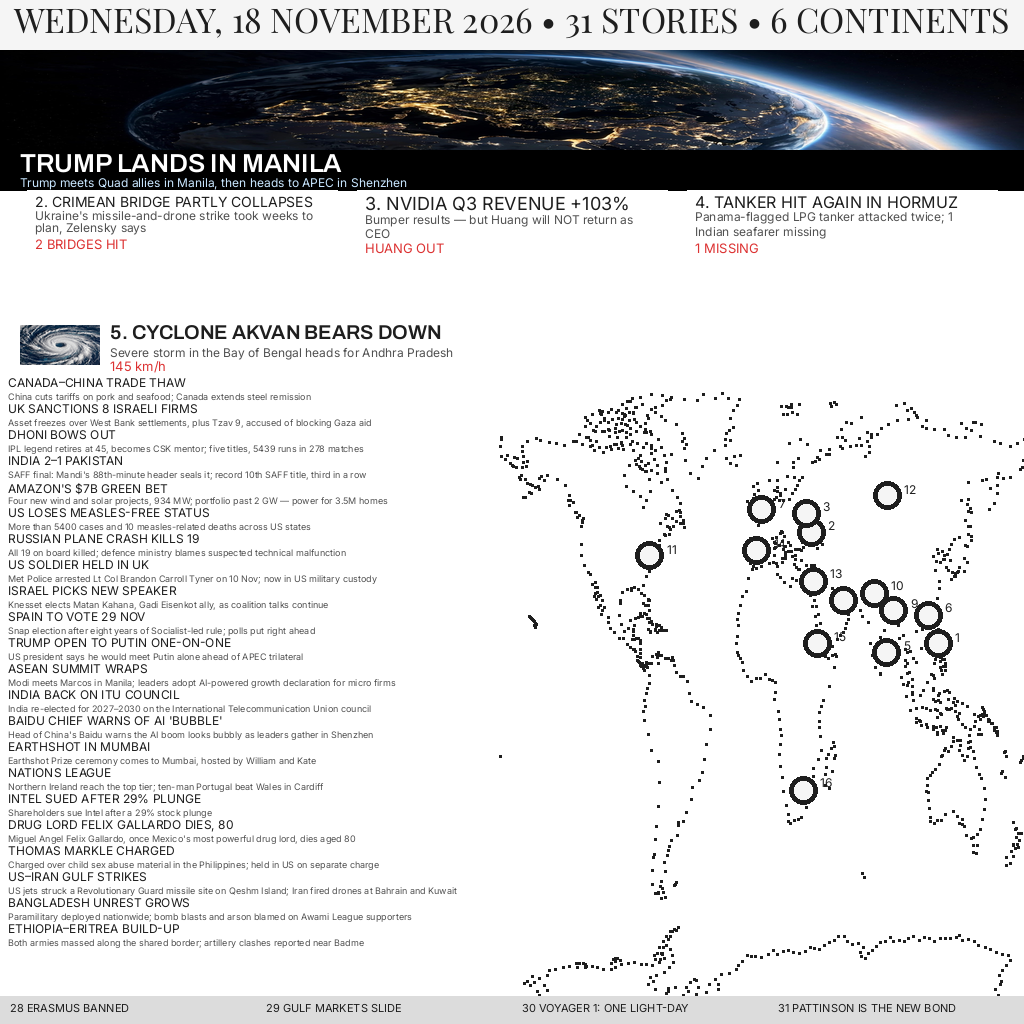 WEDNESDAY, 18 NOVEMBER 2026 • 31 STORIES • 6 CONTINENTS
TRUMP LANDS IN MANILA
Trump meets Quad allies in Manila, then heads to APEC in Shenzhen
2. CRIMEAN BRIDGE PARTLY COLLAPSES
Ukraine's missile-and-drone strike took weeks to
plan, Zelensky says
2 BRIDGES HIT
3. NVIDIA Q3 REVENUE +103%
Bumper results — but Huang will NOT return as
CEO
HUANG OUT
4. TANKER HIT AGAIN IN HORMUZ
Panama-flagged LPG tanker attacked twice; 1
Indian seafarer missing
1 MISSING
5. CYCLONE AKVAN BEARS DOWN
Severe storm in the Bay of Bengal heads for Andhra Pradesh
145 km/h
CANADA–CHINA TRADE THAW
China cuts tariffs on pork and seafood; Canada extends steel remission
UK SANCTIONS 8 ISRAELI FIRMS
Asset freezes over West Bank settlements, plus Tzav 9, accused of blocking Gaza aid
DHONI BOWS OUT
IPL legend retires at 45, becomes CSK mentor; five titles, 5439 runs in 278 matches
INDIA 2–1 PAKISTAN
SAFF final: Mandi's 88th-minute header seals it; record 10th SAFF title, third in a row
AMAZON'S $7B GREEN BET
Four new wind and solar projects, 934 MW; portfolio past 2 GW — power for 3.5M homes
US LOSES MEASLES-FREE STATUS
More than 5400 cases and 10 measles-related deaths across US states
RUSSIAN PLANE CRASH KILLS 19
All 19 on board killed; defence ministry blames suspected technical malfunction
US SOLDIER HELD IN UK
Met Police arrested Lt Col Brandon Carroll Tyner on 10 Nov; now in US military custody
ISRAEL PICKS NEW SPEAKER
Knesset elects Matan Kahana, Gadi Eisenkot ally, as coalition talks continue
SPAIN TO VOTE 29 NOV
Snap election after eight years of Socialist-led rule; polls put right ahead
TRUMP OPEN TO PUTIN ONE-ON-ONE
US president says he would meet Putin alone ahead of APEC trilateral
ASEAN SUMMIT WRAPS
Modi meets Marcos in Manila; leaders adopt AI-powered growth declaration for micro firms
INDIA BACK ON ITU COUNCIL
India re-elected for 2027–2030 on the International Telecommunication Union council
BAIDU CHIEF WARNS OF AI 'BUBBLE'
Head of China's Baidu warns the AI boom looks bubbly as leaders gather in Shenzhen
EARTHSHOT IN MUMBAI
Earthshot Prize ceremony comes to Mumbai, hosted by William and Kate
NATIONS LEAGUE
Northern Ireland reach the top tier; ten-man Portugal beat Wales in Cardiff
INTEL SUED AFTER 29% PLUNGE
Shareholders sue Intel after a 29% stock plunge
DRUG LORD FELIX GALLARDO DIES, 80
Miguel Angel Felix Gallardo, once Mexico's most powerful drug lord, dies aged 80
THOMAS MARKLE CHARGED
Charged over child sex abuse material in the Philippines; held in US on separate charge
US–IRAN GULF STRIKES
US jets struck a Revolutionary Guard missile site on Qeshm Island; Iran fired drones at Bahrain and Kuwait
BANGLADESH UNREST GROWS
Paramilitary deployed nationwide; bomb blasts and arson blamed on Awami League supporters
ETHIOPIA–ERITREA BUILD-UP
Both armies massed along the shared border; artillery clashes reported near Badme
12
7
3
2
11
13
10
9
6
15
5
1
16
28 ERASMUS BANNED
29 GULF MARKETS SLIDE
30 VOYAGER 1: ONE LIGHT-DAY
31 PATTINSON IS THE NEW BOND